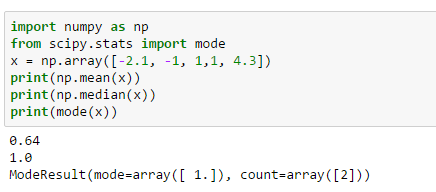 import numpy as np
from scipy.stats import mode
x = np.array([-2.1, -1, 1,1, 4.3])
print(np.mean(x))
print(np.median(x))
print(mode(x))
0.64
1.0
ModeResult(mode=array([ 1.]), count=array([2]))